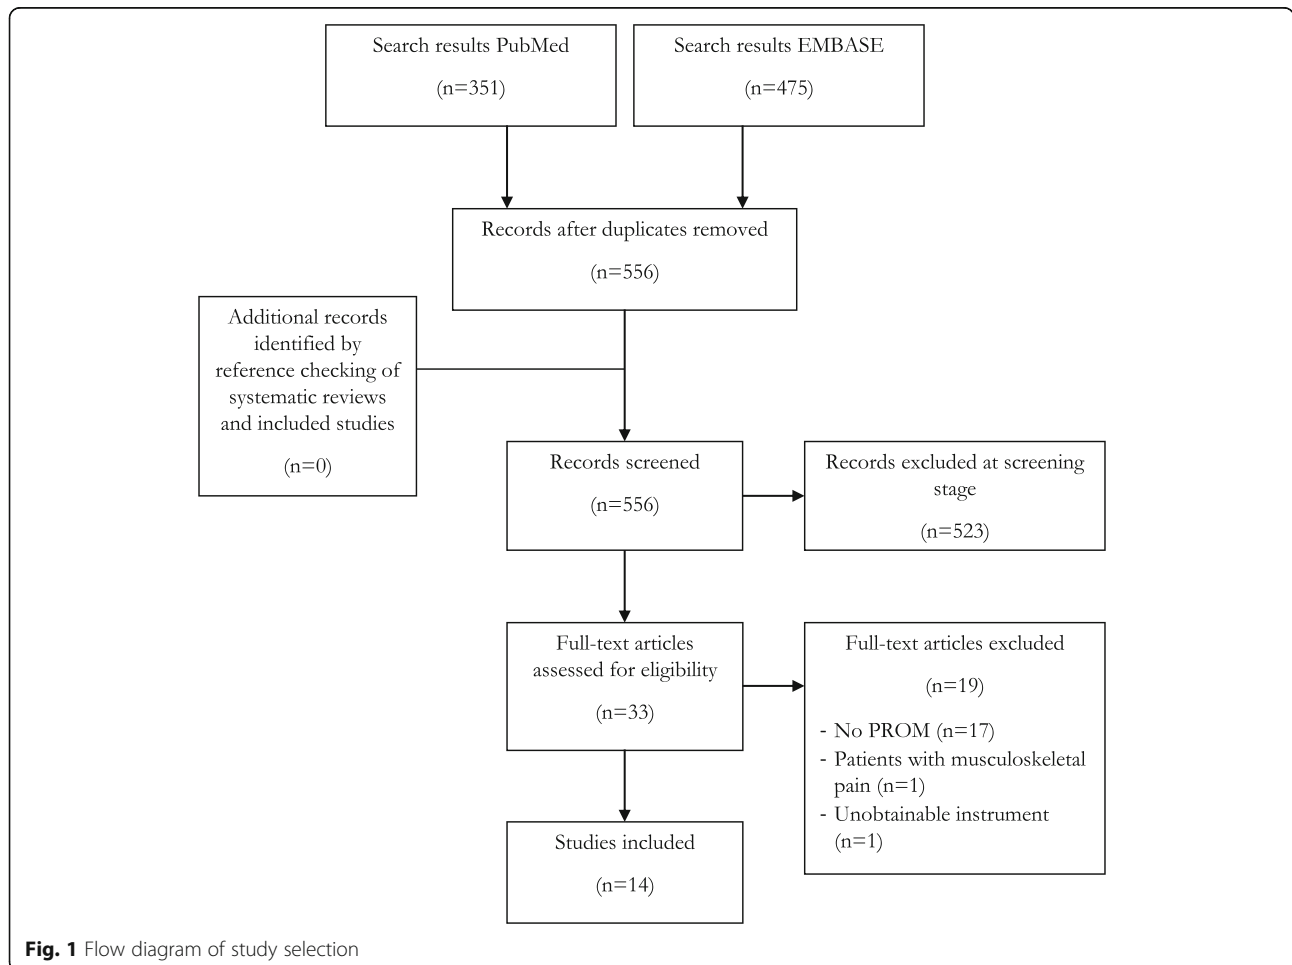 Search results PubMed
(n=351)
Search results EMBASE
(n=475)
Records after duplicates removed
(n=556)
Additional records
identified by
reference checking of
systematic reviews
and included studies
(n=0)
Records screened
(n=556)
Records excluded at screening
stage
(n=523)
Full-text articles
assessed for eligibility
(n=33)
Full-text articles excluded
(n=19)
- No PROM (n=17)
- Patients with musculoskeletal
pain (n=1)
- Unobtainable instrument
(n=1)
Studies included
(n=14)
Fig. 1 Flow diagram of study selection